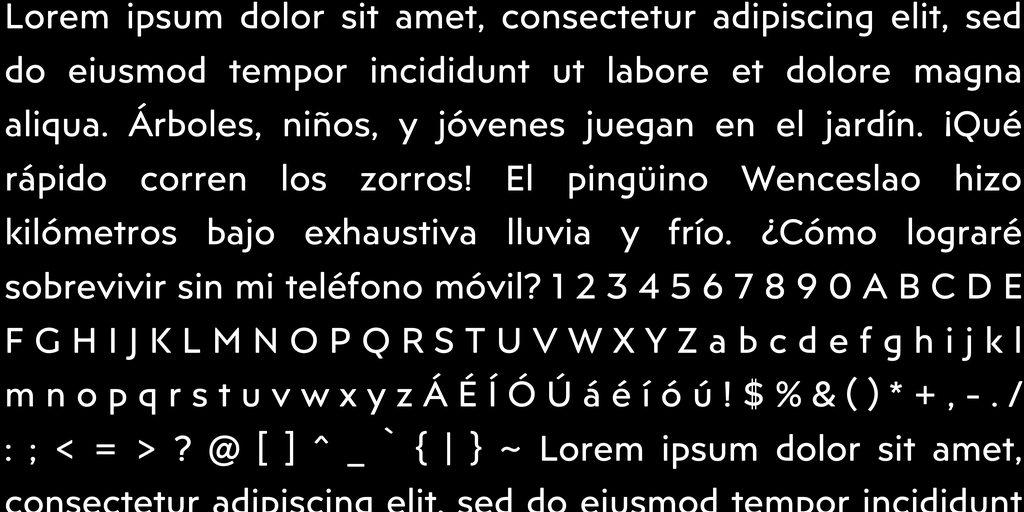 Lorem ipsum dolor sit amet, consectetur adipiscing elit, sed
do eiusmod tempor incididunt ut labore et dolore magna
aliqua. Árboles, niños, y jóvenes juegan en el jardín. ¡Qué
rápido corren los zorros! El pingüino Wenceslao hizo
kilómetros bajo exhaustiva lluvia y frío. ¿Cómo lograré
sobrevivir sin mi teléfono móvil? 1 2 3 4 5 6 7 8 9 0 A B C D E
F G H I J K L M N O P Q R S T U V W X Y Z a b c d e f g h i j k l
m n o p q r s t u v w x y z Á É Í Ó Ú á é í ó ú ! $ % & ( ) * + , - . /
: ; < = > ? @ [ ] ^ _ ` { | } ~ Lorem ipsum dolor sit amet,
consectetur adipiscing elit, sed do eiusmod tempor incididunt